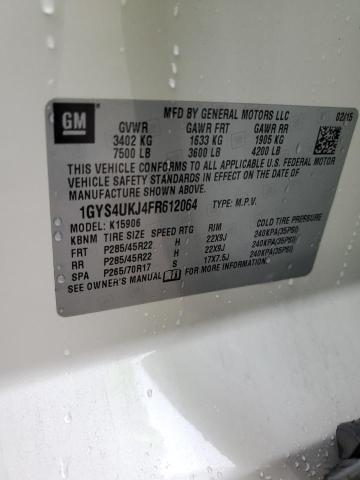 GM
MFD BY GENERAL MOTORS LLC 02/15
GVWR GAWR FRT GAWR RR
3402 KG 1633 KG 1905 KG
7500 LB 3600 LB 4200 LB
THIS VEHICLE CONFORMS TO ALL APPLICABLE U.S. FEDERAL MOTOR
VEHICLE SAFETY STANDARDS IN EFFECT ON THE DATE OF
MANUFACTURE SHOWN ABOVE.
1GYS4UKJ4FR612064 TYPE: M.P.V.
MODEL: K15906
KBNM TIRE SIZE SPEED RTG RIM COLD TIRE PRESSURE
FRT P285/45R22 H 22X9J 240KPA(35PSI)
RR P285/45R22 H 22X9J 240KPA(35PSI)
SPA P265/70R17 S 17X7.5J 240KPA(35PSI)
SEE OWNER'S MANUAL